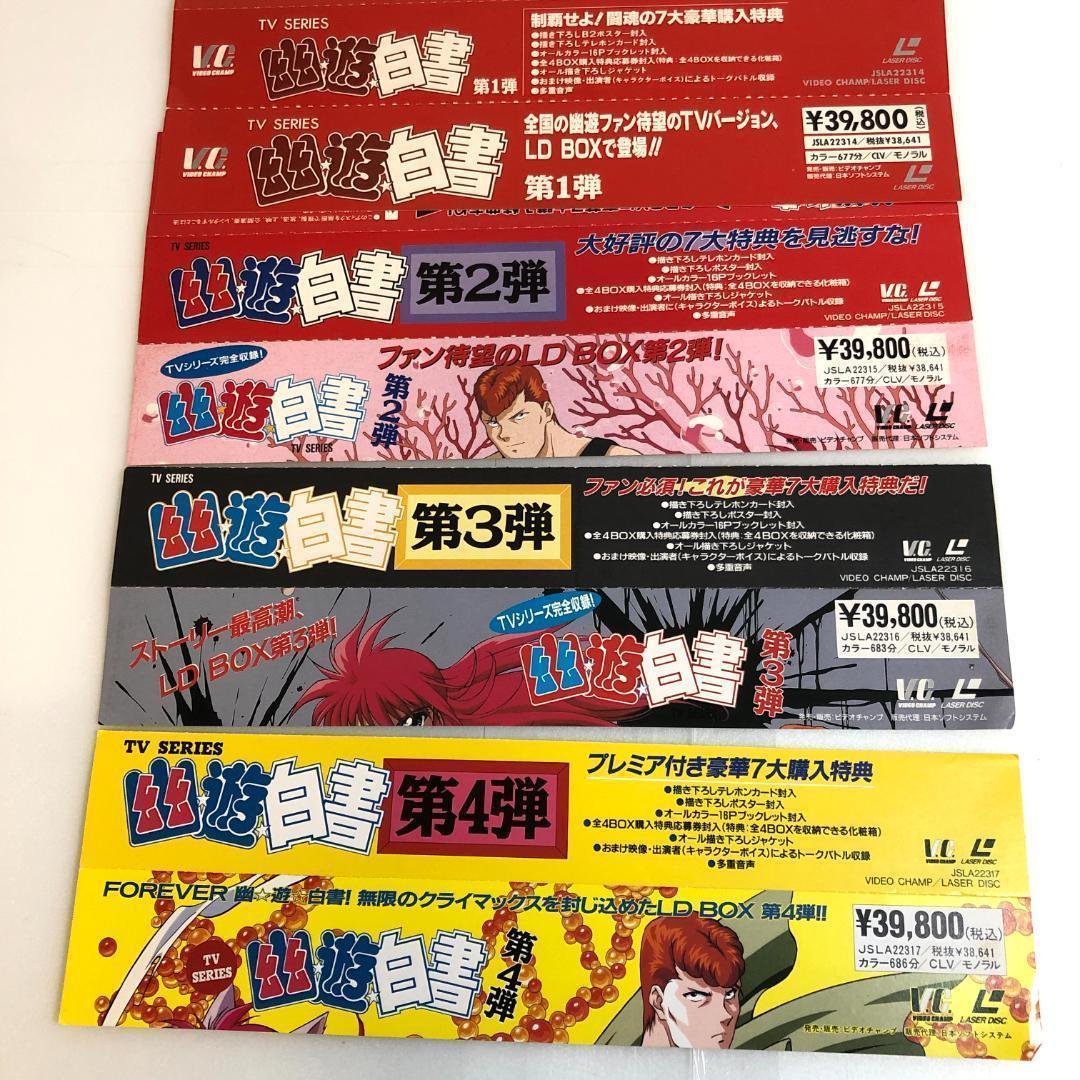 TV SERIES
幽☆遊☆白書
第1弾
V.C.
VIDEO CHAMP
制覇せよ!闘魂の7大豪華購入特典
●描き下ろしB2ポスター封入
●描き下ろしテレホンカード封入
●オールカラー16Pブックレット封入
●全4BOX購入特典応募券封入(特典:全4BOXを収納できる化粧箱)
●オール描き下ろしジャケット
●おまけ映像・出演者(キャラクターボイス)によるトークバトル収録
●多重音声
LASER DISC
JSLA22314
VIDEO CHAMP/LASER DISC
TV SERIES
幽☆遊☆白書
V.C.
VIDEO CHAMP
全国の幽遊ファン待望のTVバージョン、
LD BOXで登場!!
第1弾
¥39,800(税込)
JSLA22314/税抜¥38,641
カラー677分/CLV/モノラル
発売・販売:ビデオチャンプ
販売代理:日本ソフトシステム
LASER DISC
TV SERIES
幽☆遊☆白書
第2弾
大好評の7大特典を見逃すな!
●描き下ろしテレホンカード封入
●描き下ろしポスター封入
●オールカラー16Pブックレット
●全4BOX購入特典応募券封入(特典:全4BOXを収納できる化粧箱)
●オール描き下ろしジャケット
●おまけ映像・出演者に(キャラクターボイス)よるトークバトル収録
●多重音声
V.C.
VIDEO CHAMP
LASER DISC
JSLA22315
VIDEO CHAMP/LASER DISC
TVシリーズ完全収録!
ファン待望のLD BOX第2弾!
幽☆遊☆白書
第2弾
TV SERIES
¥39,800(税込)
JSLA22315/税抜¥38,641
カラー677分/CLV/モノラル
V.C.
VIDEO CHAMP
LASER DISC
発売・販売:ビデオチャンプ 販売代理:日本ソフトシステム
TV SERIES
幽☆遊☆白書
第3弾
ファン必須!これが豪華7大購入特典だ!
●描き下ろしテレホンカード封入
●描き下ろしポスター封入
●オールカラー16Pブックレット封入
●全4BOX購入特典応募券封入(特典:全4BOXを収納できる化粧箱)
●オール描き下ろしジャケット
●おまけ映像・出演者(キャラクターボイス)によるトークバトル収録
●多重音声
V.C.
VIDEO CHAMP
LASER DISC
JSLA22316
VIDEO CHAMP/LASER DISC
ストーリー最高潮、
LD BOX第3弾!
TVシリーズ完全収録!
幽☆遊☆白書
第3弾
¥39,800(税込)
JSLA22316/税抜¥38,641
カラー683分/CLV/モノラル
V.C.
VIDEO CHAMP
LASER DISC
発売・販売:ビデオチャンプ 販売代理:日本ソフトシステム
TV SERIES
幽☆遊☆白書
第4弾
プレミア付き豪華7大購入特典
●描き下ろしテレホンカード封入
●描き下ろしポスター封入
●オールカラー16Pブックレット封入
●全4BOX購入特典応募券封入(特典:全4BOXを収納できる化粧箱)
●オール描き下ろしジャケット
●おまけ映像・出演者(キャラクターボイス)によるトークバトル収録
●多重音声
V.C.
VIDEO CHAMP
LASER DISC
JSLA22317
VIDEO CHAMP/LASER DISC
FOREVER 幽☆遊☆白書!無限のクライマックスを封じ込めたLD BOX 第4弾!!
TV SERIES
幽☆遊☆白書
第4弾
¥39,800(税込)
JSLA22317/税抜¥38,641
カラー686分/CLV/モノラル
V.C.
VIDEO CHAMP
LASER DISC
発売・販売:ビデオチャンプ 販売代理:日本ソフトシステム